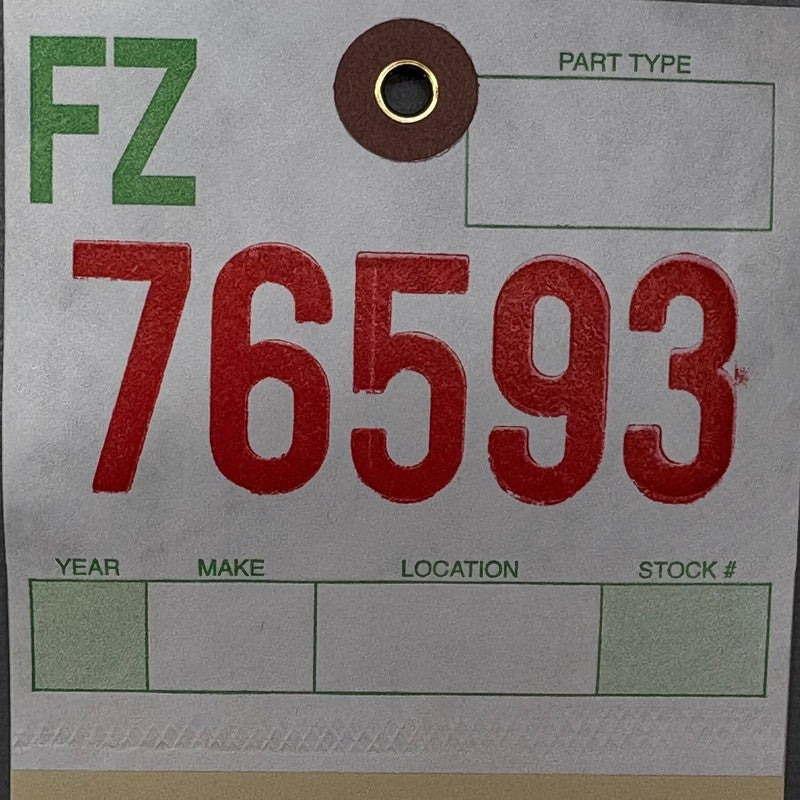 FZ
PART TYPE
76593
YEAR MAKE LOCATION STOCK #